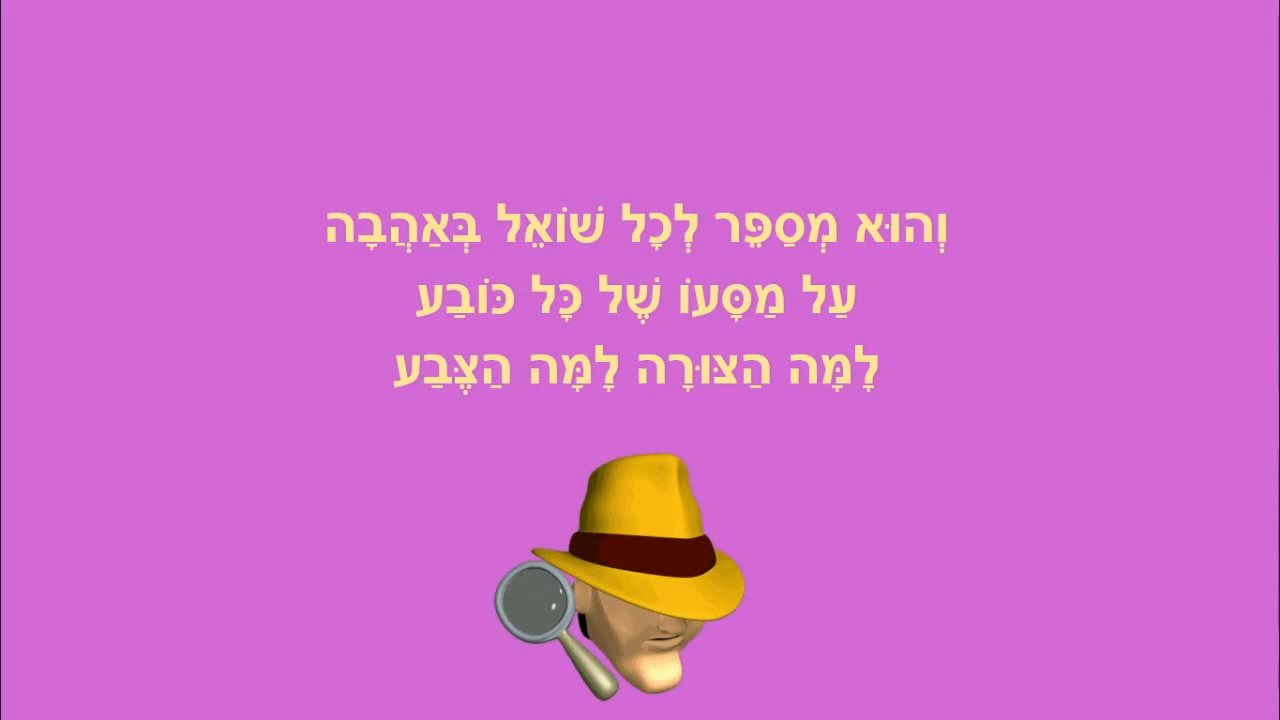 וְהוּא מְסַפֵּר לְכָל שׁוֹאֵל בְּאַהֲבָה
עַל מַסָּעוֹ שֶׁל כָּל כּוֹבַע
לָמָּה הַצּוּרָה לָמָּה הַצֶּבַע